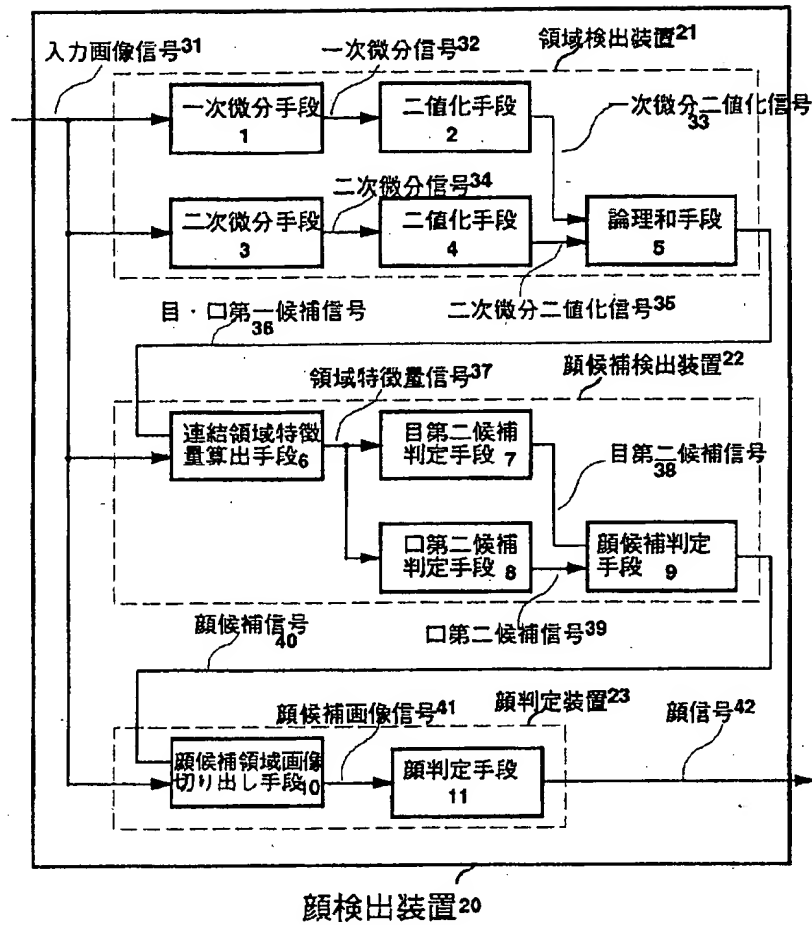 入力画像信号31
一次微分信号32
領域検出装置21
一次微分手段
1
二値化手段
2
一次微分二値化信号
33
二次微分信号34
二次微分手段
3
二値化手段
4
論理和手段
5
二次微分二値化信号35
目・口第一候補信号
36
領域特徴量信号37
顔候補検出装置22
連結領域特徴
量算出手段6
目第二候補
判定手段 7
目第二候補信号
38
口第二候補
判定手段 8
顔候補判定
手段 9
口第二候補信号39
顔候補信号
40
顔候補画像信号41
顔判定装置23
顔信号42
顔候補領域画像
切り出し手段10
顔判定手段
11
顔検出装置20